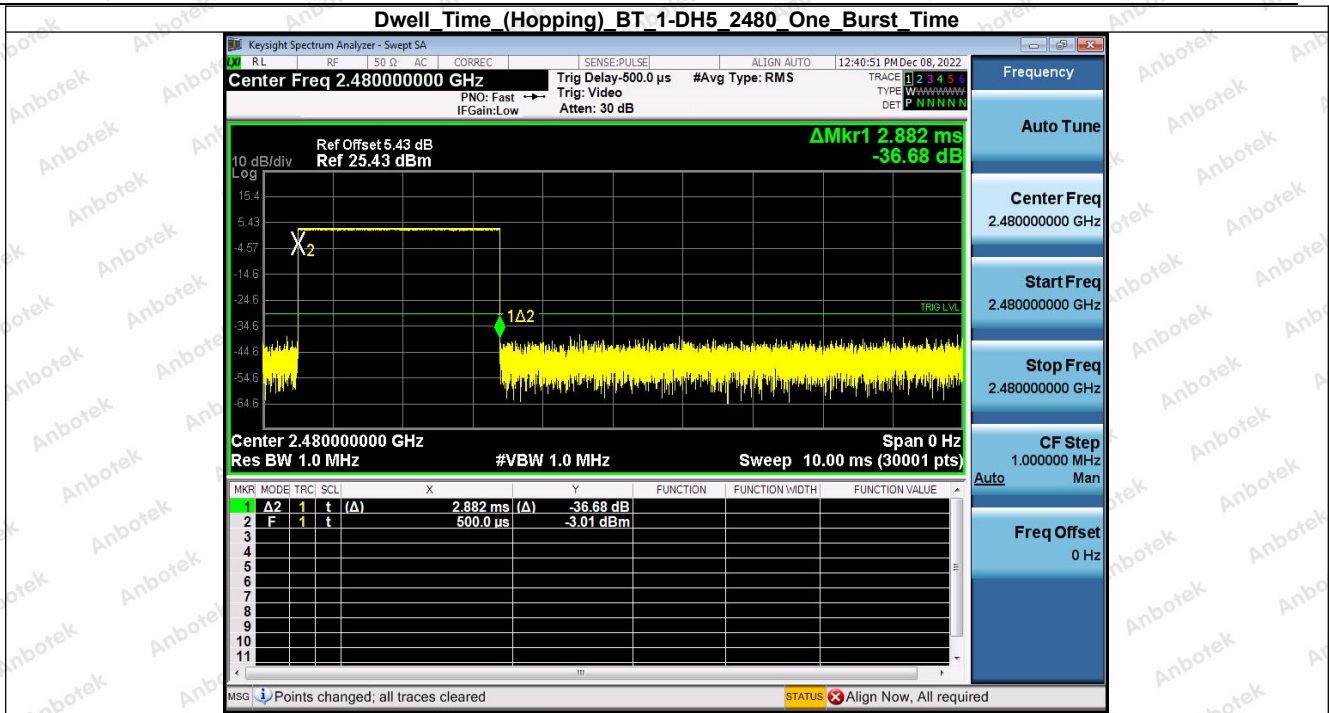 Dwell_Time_(Hopping)_BT_1-DH5_2480_One_Burst_Time
Keysight Spectrum Analyzer - Swept SA
LXI RL RF 50 Ω AC CORREC SENSE:PULSE ALIGN AUTO 12:40:51 PM Dec 08, 2022
Center Freq 2.480000000 GHz
PNO: Fast
IFGain:Low
Trig Delay-500.0 µs
Trig: Video
Atten: 30 dB
#Avg Type: RMS
TRACE 1 2 3 4 5 6
TYPE WWWWWW
DET P N N N N N
Ref Offset 5.43 dB
10 dB/div Ref 25.43 dBm
Log
ΔMkr1 2.882 ms
-36.68 dB
15.4
5.43
-4.57
-14.6
-24.6
-34.6
-44.6
-54.6
-64.6
X2
1Δ2
TRIG LVL
Center 2.480000000 GHz Span 0 Hz
Res BW 1.0 MHz #VBW 1.0 MHz Sweep 10.00 ms (30001 pts)
MKR MODE TRC SCL X Y FUNCTION FUNCTION WIDTH FUNCTION VALUE
1 Δ2 1 t (Δ) 2.882 ms (Δ) -36.68 dB
2 F 1 t 500.0 µs -3.01 dBm
3
4
5
6
7
8
9
10
11
MSG Points changed; all traces cleared STATUS Align Now, All required
Frequency
Auto Tune
Center Freq
2.480000000 GHz
Start Freq
2.480000000 GHz
Stop Freq
2.480000000 GHz
CF Step
1.000000 MHz
Auto Man
Freq Offset
0 Hz
Anbotek